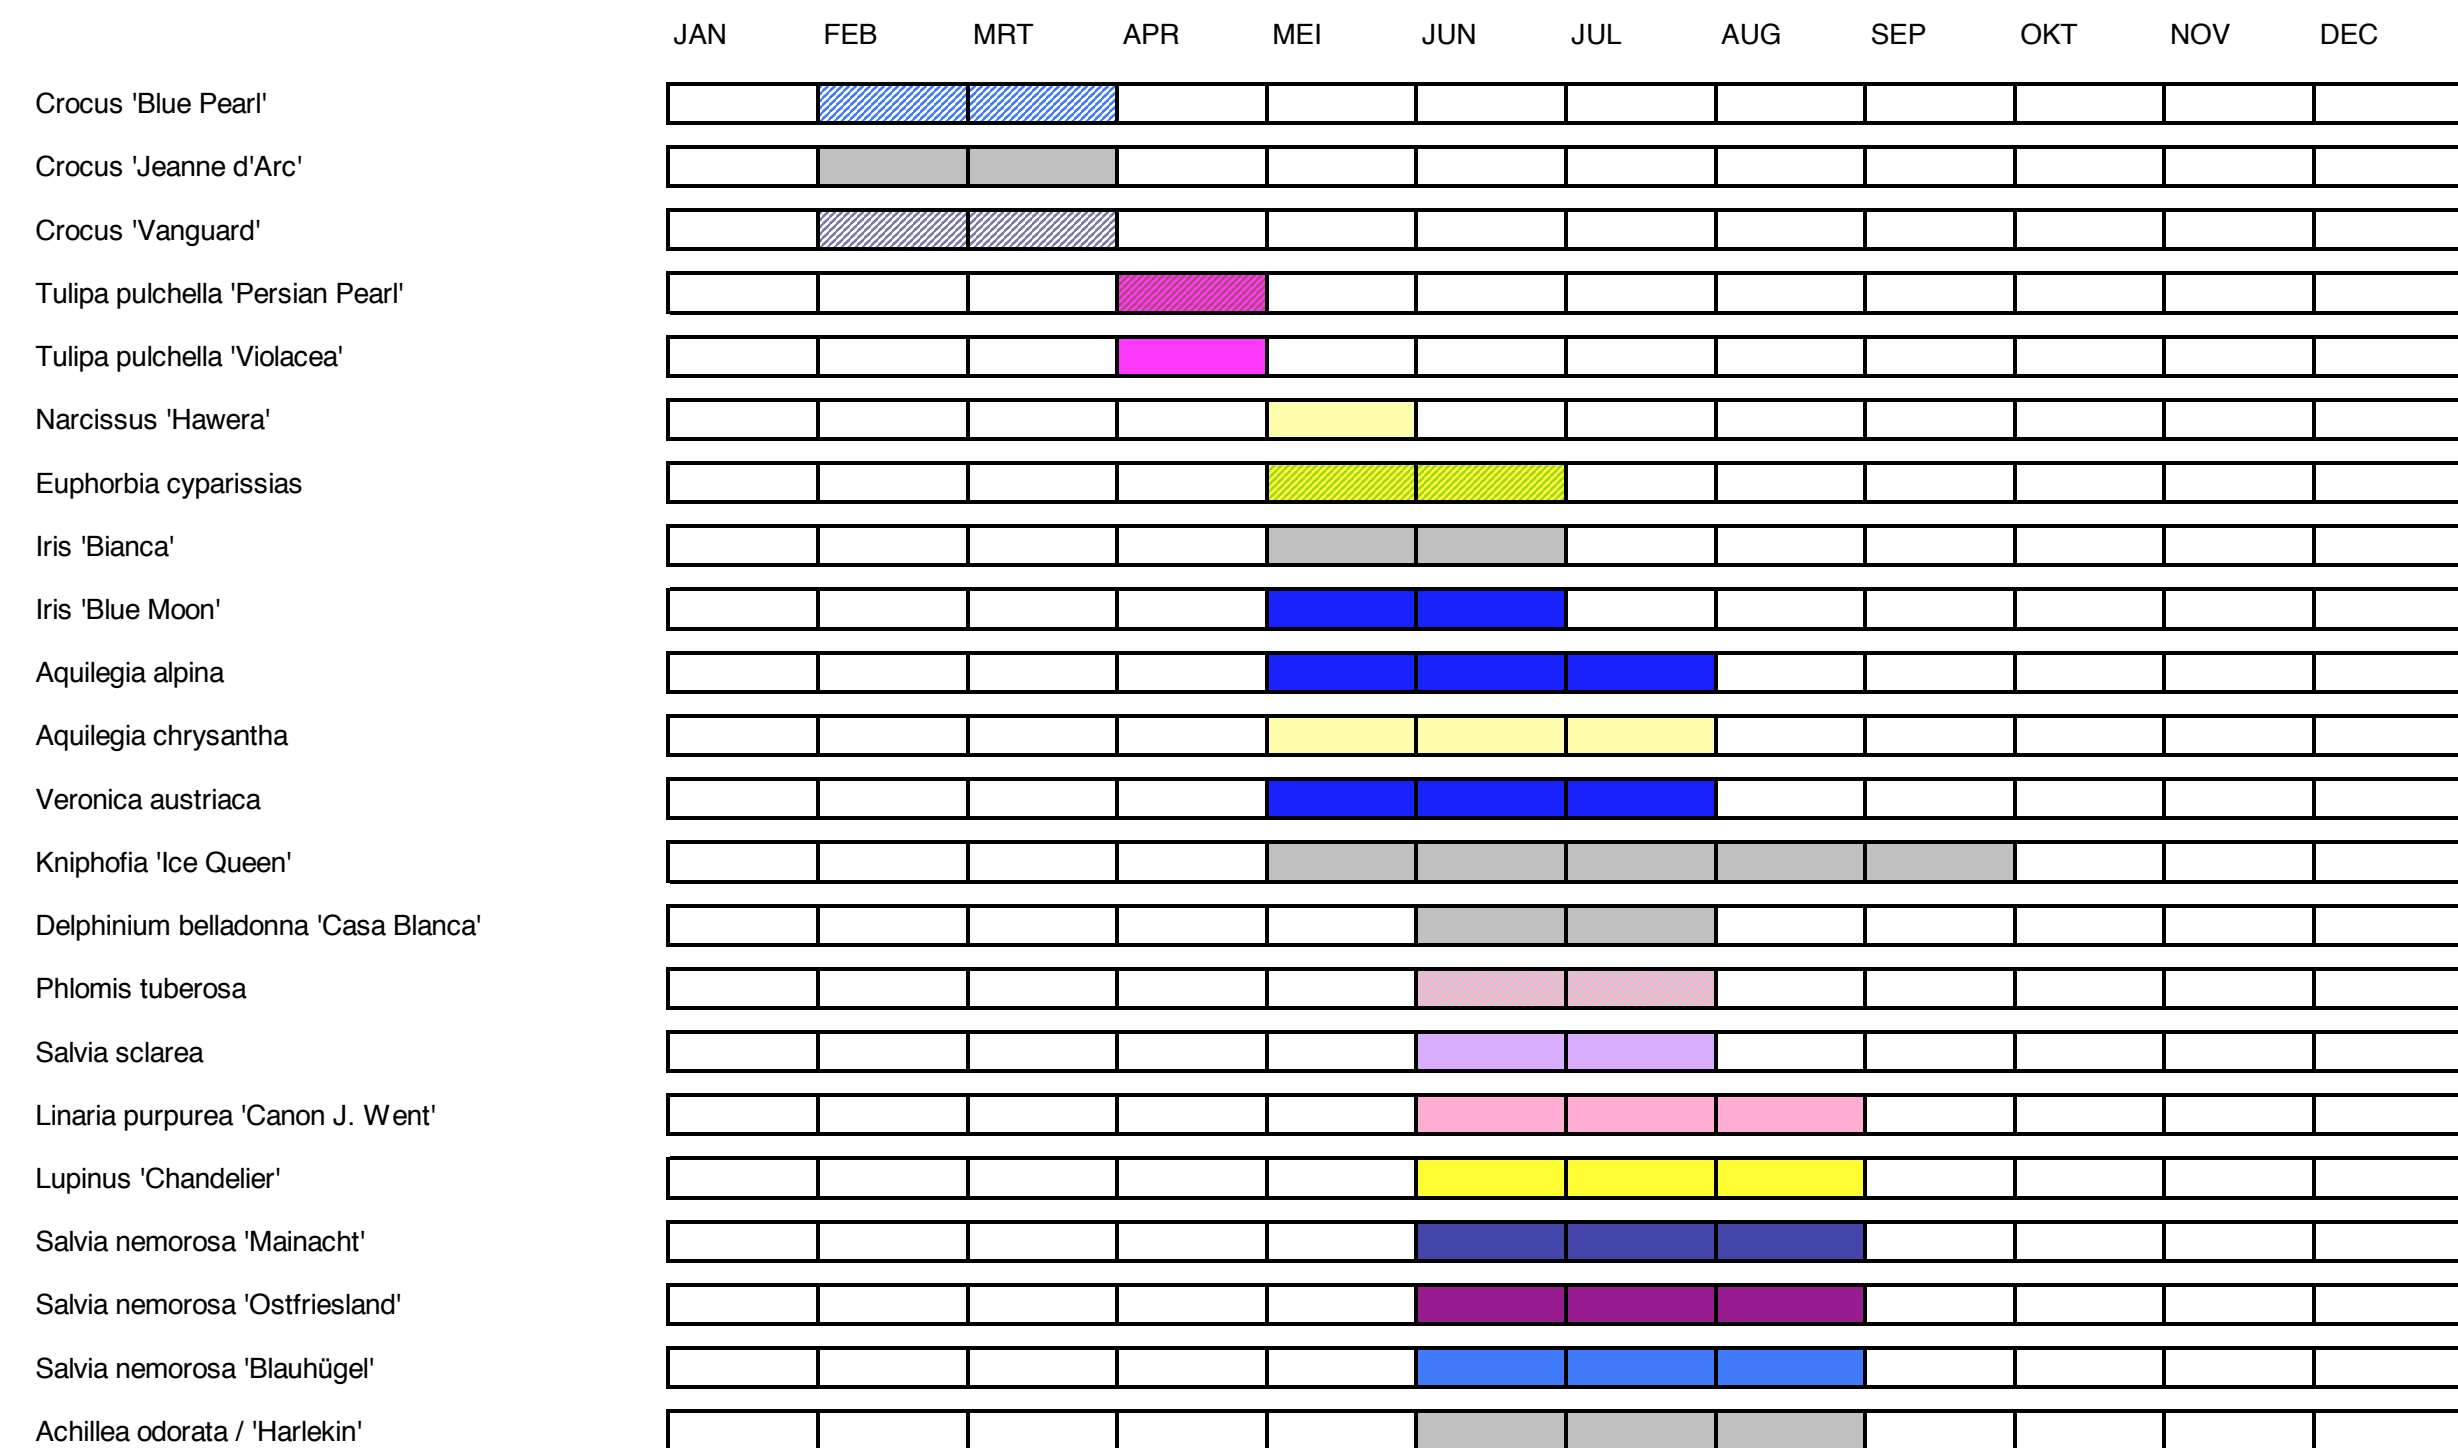 JAN FEB MRT APR MEI JUN JUL AUG SEP OKT NOV DEC
Crocus 'Blue Pearl'
Crocus 'Jeanne d'Arc'
Crocus 'Vanguard'
Tulipa pulchella 'Persian Pearl'
Tulipa pulchella 'Violacea'
Narcissus 'Hawera'
Euphorbia cyparissias
Iris 'Bianca'
Iris 'Blue Moon'
Aquilegia alpina
Aquilegia chrysantha
Veronica austriaca
Kniphofia 'Ice Queen'
Delphinium belladonna 'Casa Blanca'
Phlomis tuberosa
Salvia sclarea
Linaria purpurea 'Canon J. Went'
Lupinus 'Chandelier'
Salvia nemorosa 'Mainacht'
Salvia nemorosa 'Ostfriesland'
Salvia nemorosa 'Blauhügel'
Achillea odorata / 'Harlekin'